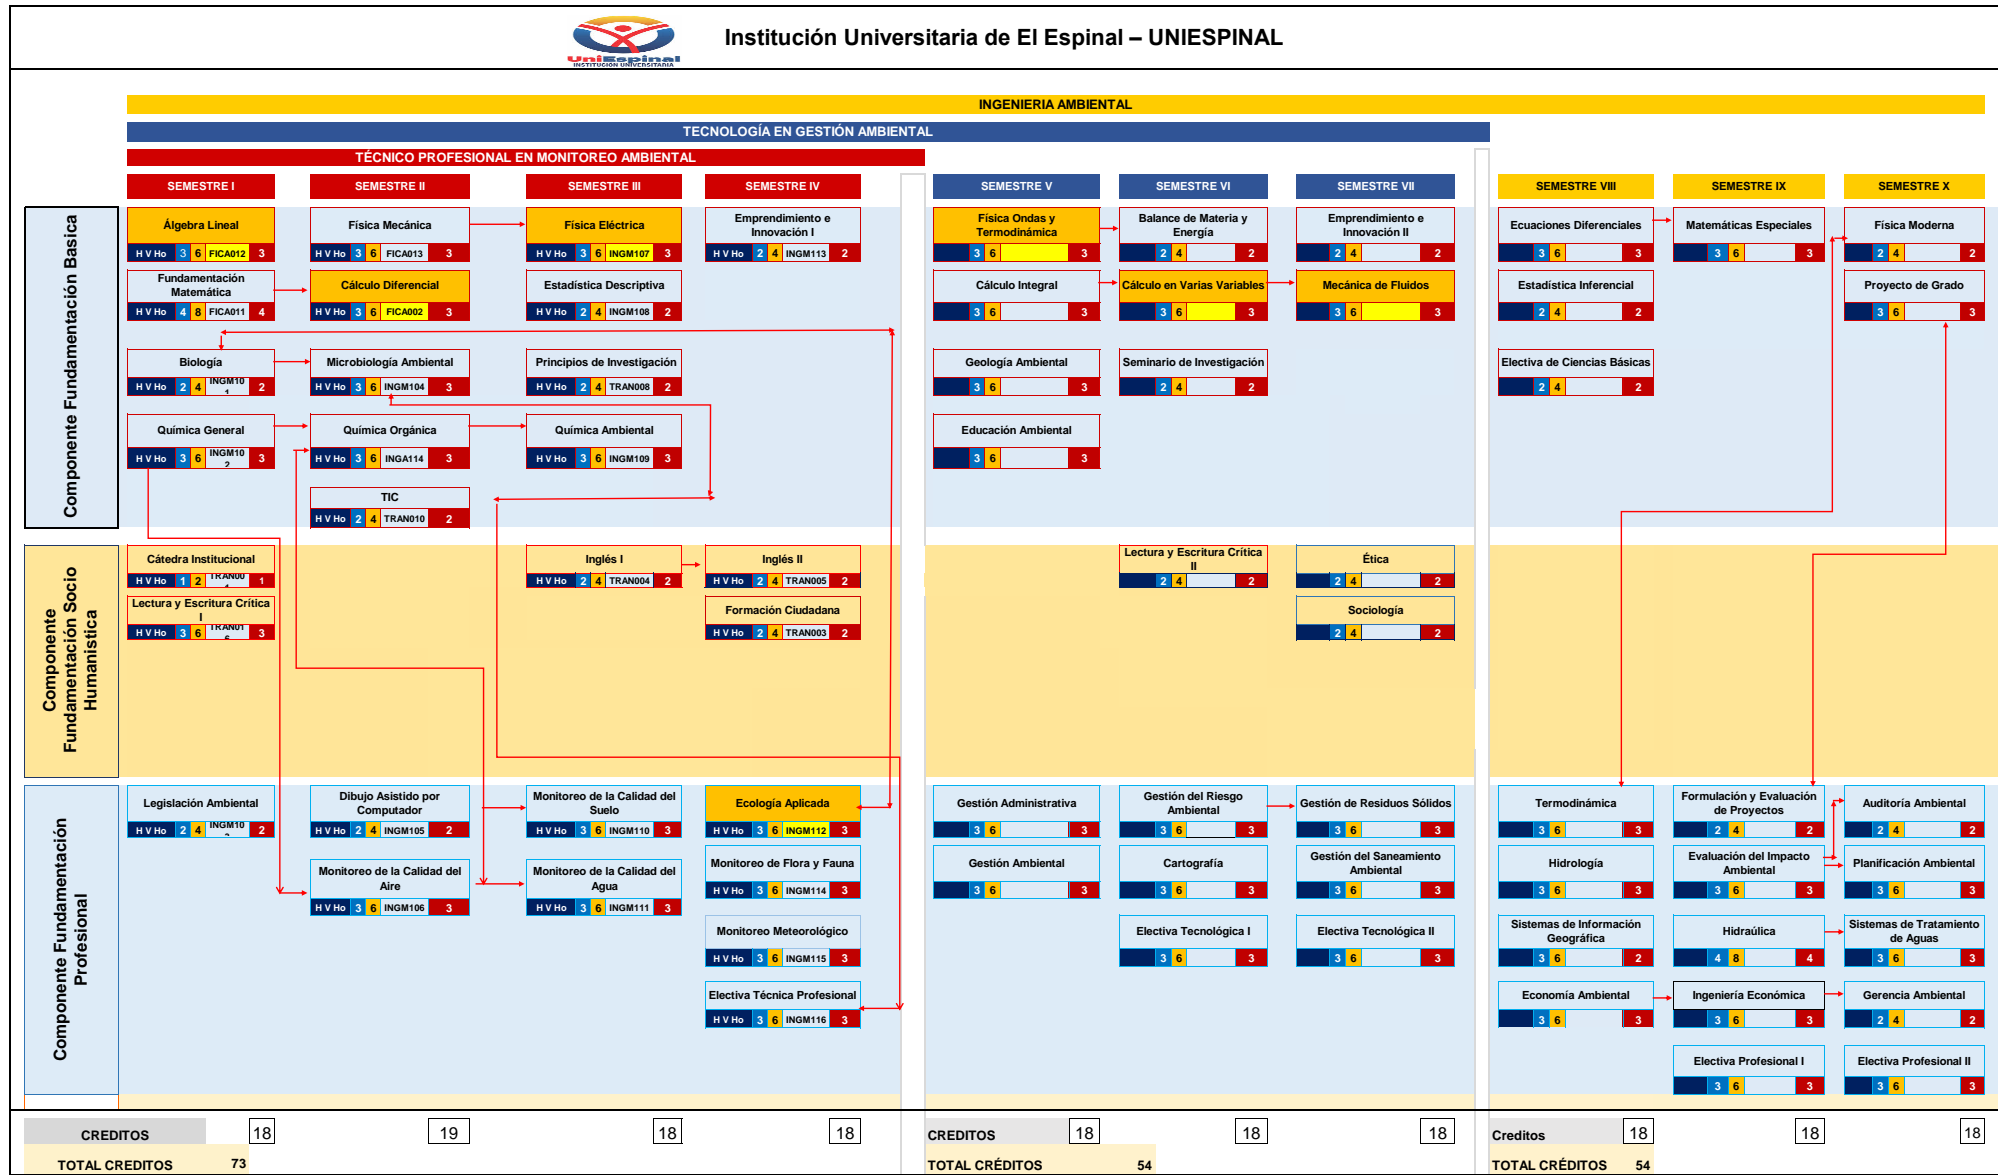 UniEspinal
INSTITUCIÓN UNIVERSITARIA
Institución Universitaria de El Espinal – UNIESPINAL
INGENIERIA AMBIENTAL
TECNOLOGÍA EN GESTIÓN AMBIENTAL
TÉCNICO PROFESIONAL EN MONITOREO AMBIENTAL
SEMESTRE I
SEMESTRE II
SEMESTRE III
SEMESTRE IV
SEMESTRE V
SEMESTRE VI
SEMESTRE VII
SEMESTRE VIII
SEMESTRE IX
SEMESTRE X
Componente Fundamentación Basica
Álgebra Lineal
H V Ho 3 6 FICA012 3
Física Mecánica
H V Ho 3 6 FICA013 3
Física Eléctrica
H V Ho 3 6 INGM107 3
Emprendimiento e
Innovación I
H V Ho 2 4 INGM113 2
Física Ondas y
Termodinámica
3 6 3
Balance de Materia y
Energía
2 4 2
Emprendimiento e
Innovación II
2 4 2
Ecuaciones Diferenciales
3 6 3
Matemáticas Especiales
3 6 3
Física Moderna
2 4 2
Fundamentación
Matemática
H V Ho 4 8 FICA011 4
Cálculo Diferencial
H V Ho 3 6 FICA002 3
Estadística Descriptiva
H V Ho 2 4 INGM108 2
Cálculo Integral
3 6 3
Cálculo en Varias Variables
3 6 3
Mecánica de Fluidos
3 6 3
Estadística Inferencial
2 4 2
Proyecto de Grado
3 6 3
Biología
H V Ho 2 4 INGM10 2
Microbiología Ambiental
H V Ho 3 6 INGM104 3
Principios de Investigación
H V Ho 2 4 TRAN008 2
Geología Ambiental
3 6 3
Seminario de Investigación
2 4 2
Electiva de Ciencias Básicas
2 4 2
Química General
H V Ho 3 6 INGM10 3
Química Orgánica
H V Ho 3 6 INGA114 3
Química Ambiental
H V Ho 3 6 INGM109 3
Educación Ambiental
3 6 3
TIC
H V Ho 2 4 TRAN010 2
Componente
Fundamentación Socio
Humanistica
Cátedra Institucional
H V Ho 1 2 TRAN00 1
Inglés I
H V Ho 2 4 TRAN004 2
Inglés II
H V Ho 2 4 TRAN005 2
Lectura y Escritura Crítica
II
2 4 2
Ética
2 4 2
Lectura y Escritura Crítica
I
H V Ho 3 6 TRAN01 3
Formación Ciudadana
H V Ho 2 4 TRAN003 2
Sociología
2 4 2
Componente Fundamentación
Profesional
Legislación Ambiental
H V Ho 2 4 INGM10 2
Dibujo Asistido por
Computador
H V Ho 2 4 INGM105 2
Monitoreo de la Calidad del
Suelo
H V Ho 3 6 INGM110 3
Ecología Aplicada
H V Ho 3 6 INGM112 3
Gestión Administrativa
3 6 3
Gestión del Riesgo
Ambiental
3 6 3
Gestión de Residuos Sólidos
3 6 3
Termodinámica
3 6 3
Formulación y Evaluación
de Proyectos
2 4 2
Auditoría Ambiental
2 4 2
Monitoreo de la Calidad del
Aire
H V Ho 3 6 INGM106 3
Monitoreo de la Calidad del
Agua
H V Ho 3 6 INGM111 3
Monitoreo de Flora y Fauna
H V Ho 3 6 INGM114 3
Gestión Ambiental
3 6 3
Cartografía
3 6 3
Gestión del Saneamiento
Ambiental
3 6 3
Hidrología
3 6 3
Evaluación del Impacto
Ambiental
3 6 3
Planificación Ambiental
3 6 3
Monitoreo Meteorológico
H V Ho 3 6 INGM115 3
Electiva Tecnológica I
3 6 3
Electiva Tecnológica II
3 6 3
Sistemas de Información
Geográfica
3 6 2
Hidraúlica
4 8 4
Sistemas de Tratamiento
de Aguas
3 6 3
Electiva Técnica Profesional
H V Ho 3 6 INGM116 3
Economía Ambiental
3 6 3
Ingeniería Económica
3 6 3
Gerencia Ambiental
2 4 2
Electiva Profesional I
3 6 3
Electiva Profesional II
3 6 3
CREDITOS 18 19 18 18
CREDITOS 18 18 18
Creditos 18 18 18
TOTAL CREDITOS 73
TOTAL CRÉDITOS 54
TOTAL CRÉDITOS 54